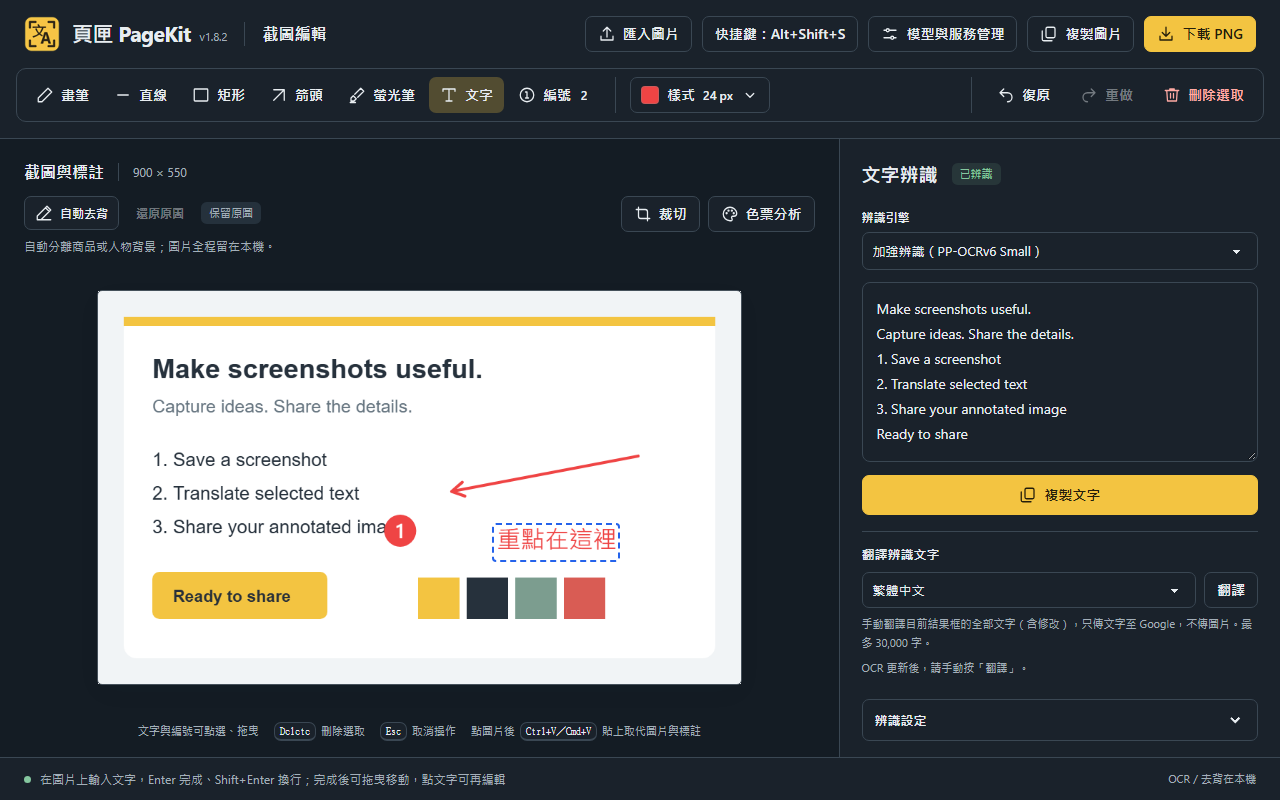 頁匣 PageKit v1.8.2 截圖編輯
匯入圖片 快捷鍵：Alt+Shift+S 模型與服務管理 複製圖片 下載 PNG
畫筆 直線 矩形 箭頭 螢光筆 文字 編號 2 樣式 24 px 復原 重做 刪除選取
截圖與標註 900 × 550
自動去背 還原原圖 保留原圖 裁切 色票分析
自動分離商品或人物背景；圖片全程留在本機。
Make screenshots useful.
Capture ideas. Share the details.
1. Save a screenshot
2. Translate selected text
3. Share your annotated ima
1
重點在這裡
Ready to share
文字與編號可點選、拖曳 Delete 刪除選取 Esc 取消操作 點圖片後 Ctrl+V／Cmd+V 貼上取代圖片與標註
文字辨識 已辨識
辨識引擎
加強辨識（PP-OCRv6 Small）
Make screenshots useful.
Capture ideas. Share the details.
1. Save a screenshot
2. Translate selected text
3. Share your annotated image
Ready to share
複製文字
翻譯辨識文字
繁體中文 翻譯
手動翻譯目前結果框的全部文字（含修改），只傳文字至 Google，不傳圖片。最
多 30,000 字。
OCR 更新後，請手動按「翻譯」。
辨識設定
在圖片上輸入文字，Enter 完成、Shift+Enter 換行；完成後可拖曳移動，點文字可再編輯
OCR / 去背在本機